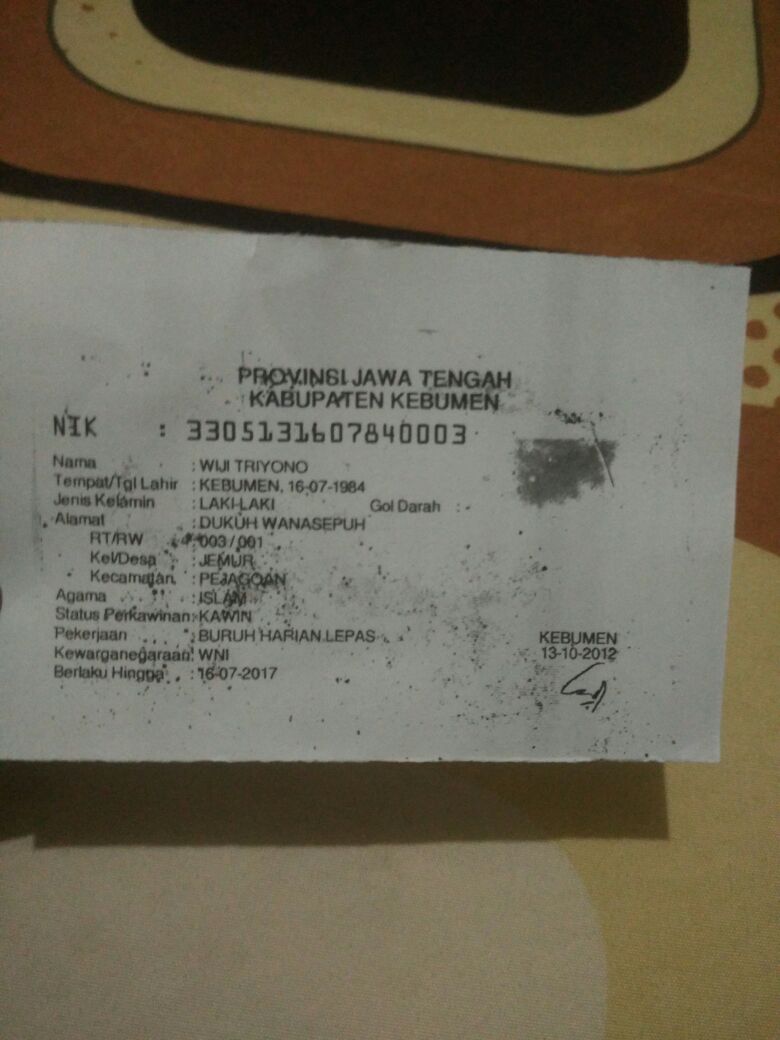 PROVINSI JAWA TENGAH
KABUPATEN KEBUMEN
NIK : 3305131607840003
Nama : WIJI TRIYONO
Tempat/Tgl Lahir : KEBUMEN, 16-07-1984
Jenis Kelamin : LAKI-LAKI Gol Darah : -
Alamat : DUKUH WANASEPUH
RT/RW : 003 / 001
Kel/Desa : JEMUR
Kecamatan : PEJAGOAN
Agama : ISLAM
Status Perkawinan: KAWIN
Pekerjaan : BURUH HARIAN LEPAS
Kewarganegaraan: WNI
Berlaku Hingga : 16-07-2017
KEBUMEN
13-10-2012